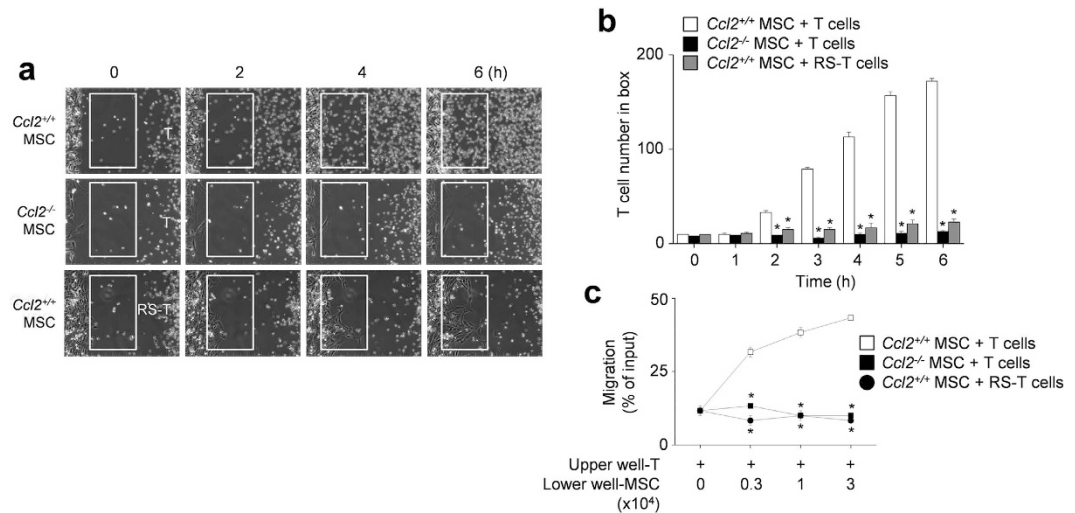 a
0 2 4 6 (h)
Ccl2+/+
MSC
T
Ccl2-/-
MSC
T
Ccl2+/+
MSC
RS-T
b
Ccl2+/+ MSC + T cells
Ccl2-/- MSC + T cells
Ccl2+/+ MSC + RS-T cells
T cell number in box
200
100
0
* * * * * * * * * *
0 1 2 3 4 5 6
Time (h)
c
Migration
(% of input)
50
25
0
* * *
* * *
Ccl2+/+ MSC + T cells
Ccl2-/- MSC + T cells
Ccl2+/+ MSC + RS-T cells
Upper well-T + + + +
Lower well-MSC 0 0.3 1 3
(x10⁴)